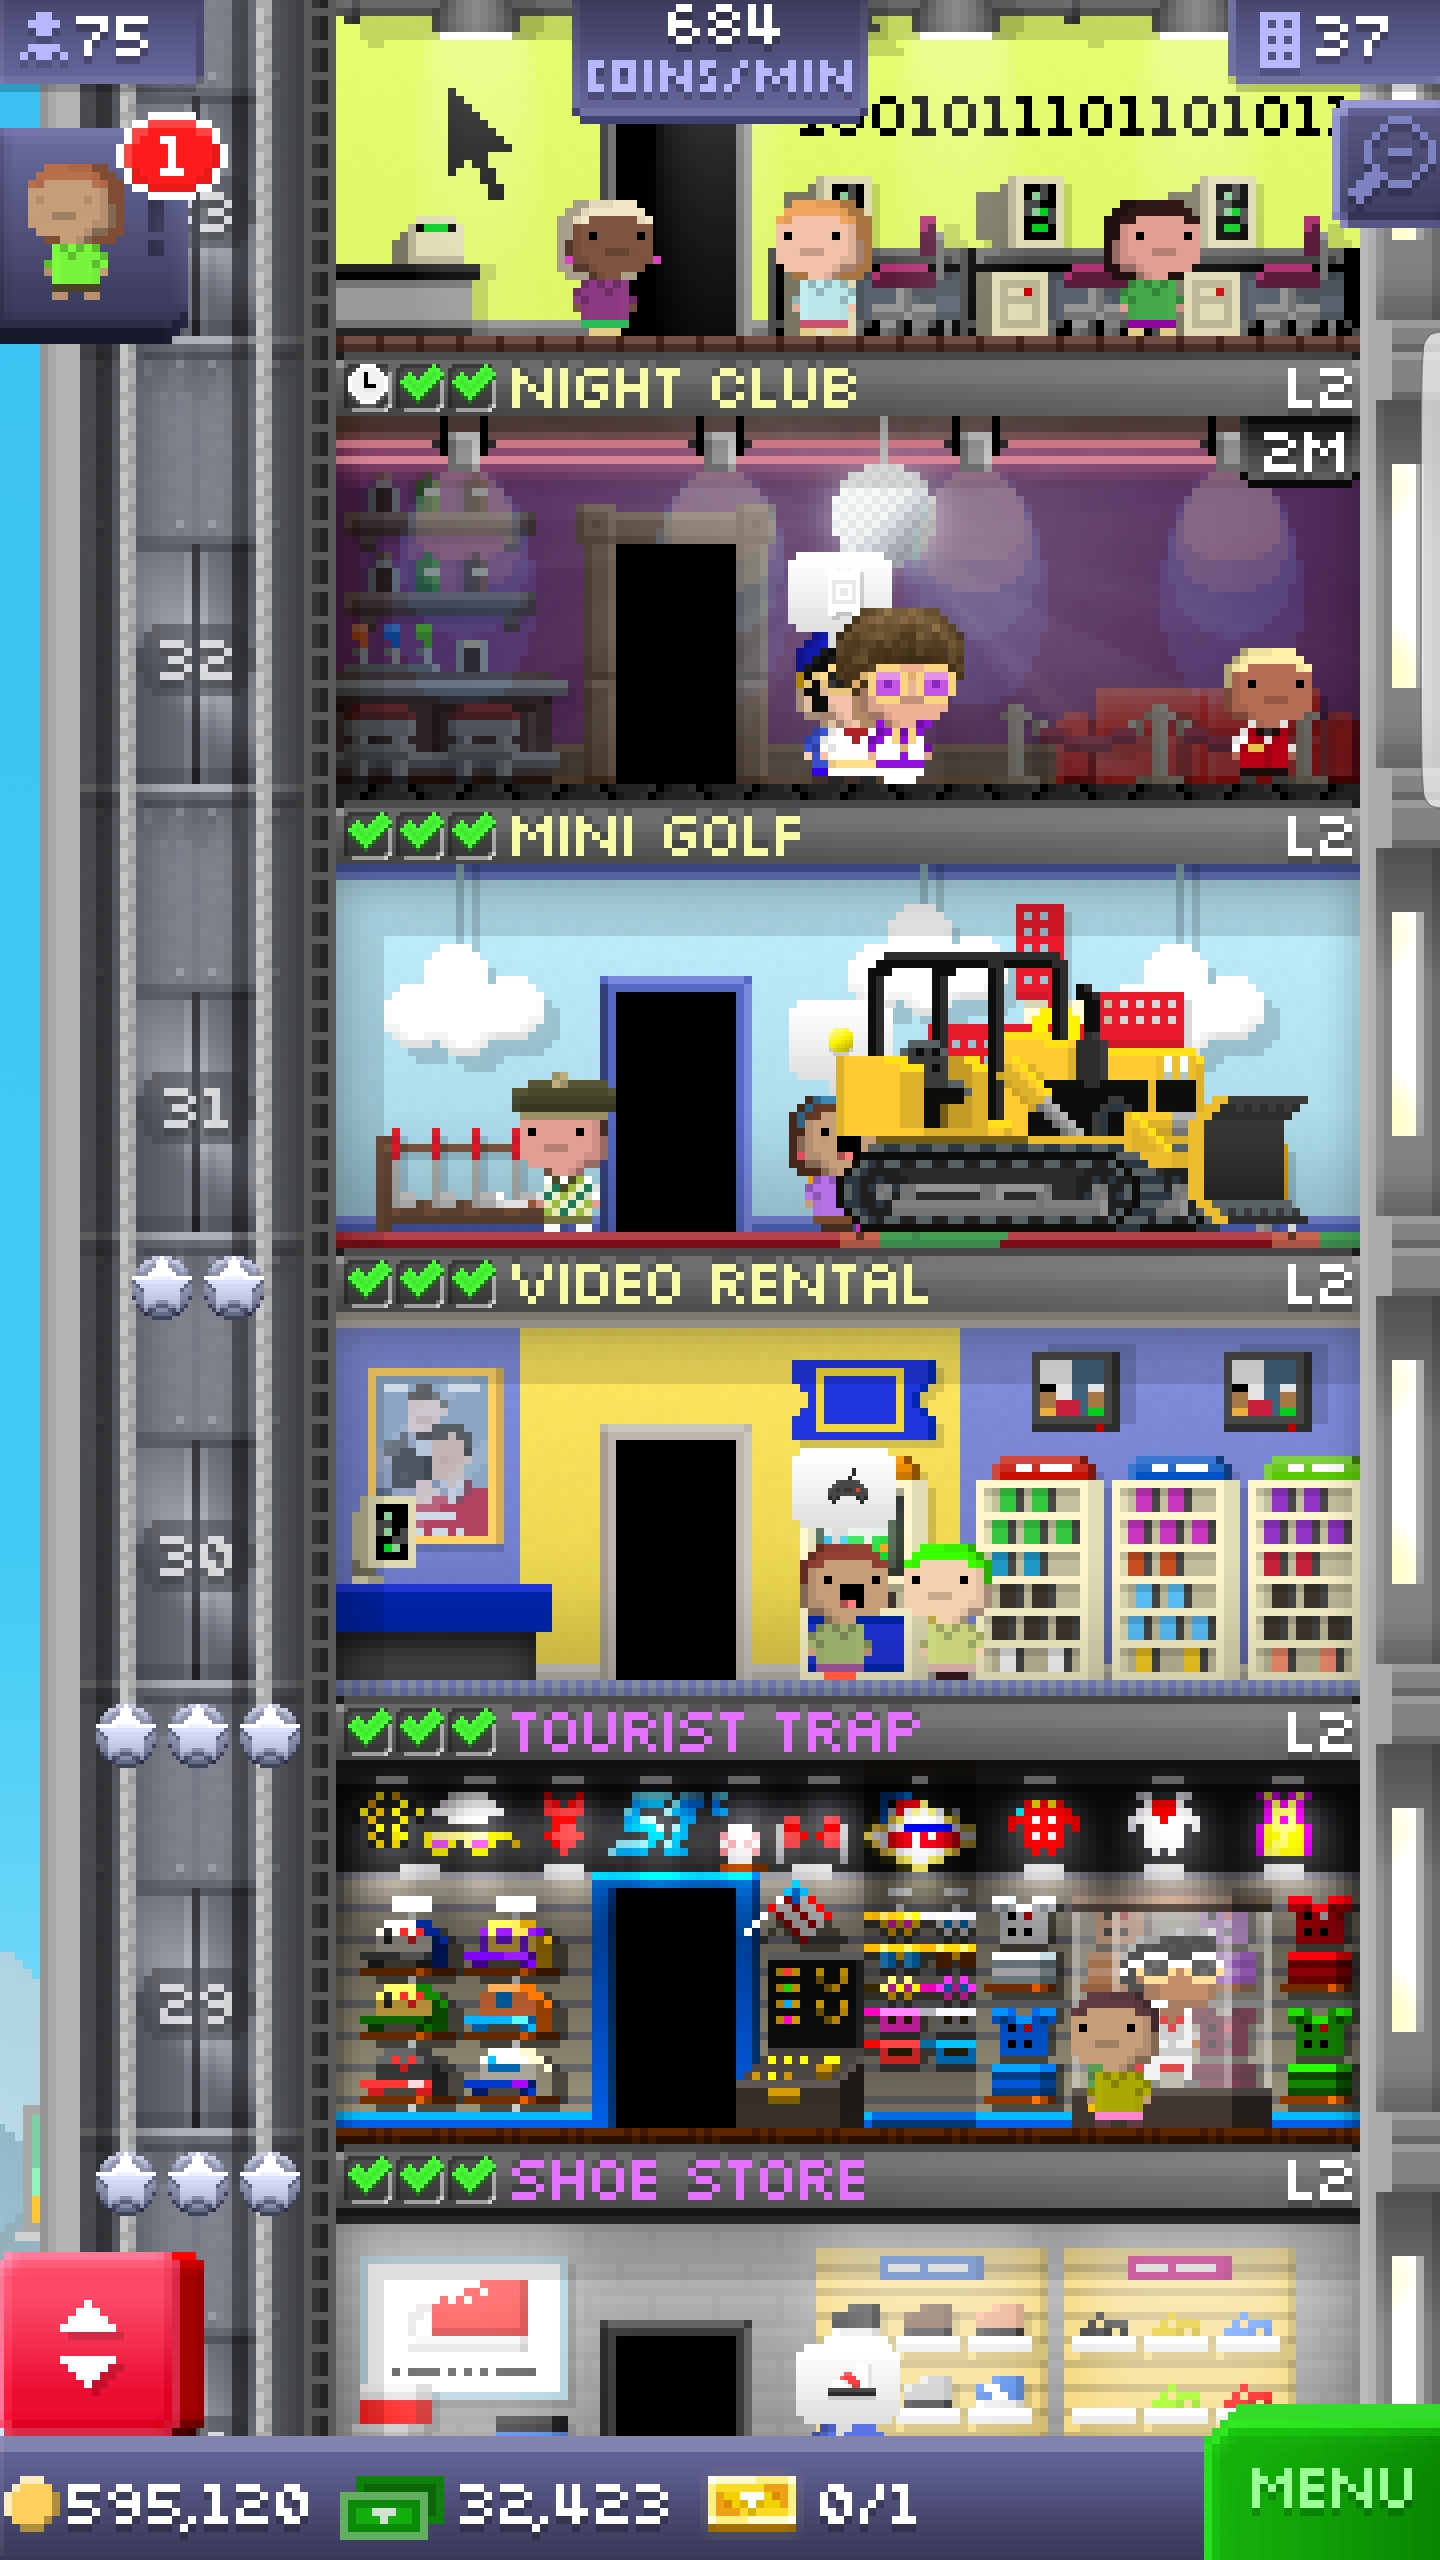 75
684
COINS/MIN
37
1
1001011101101011
NIGHT CLUB L2
2M
32
MINI GOLF L2
31
VIDEO RENTAL L2
30
TOURIST TRAP L2
29
SHOE STORE L2
595,120 32,423 0/1
MENU